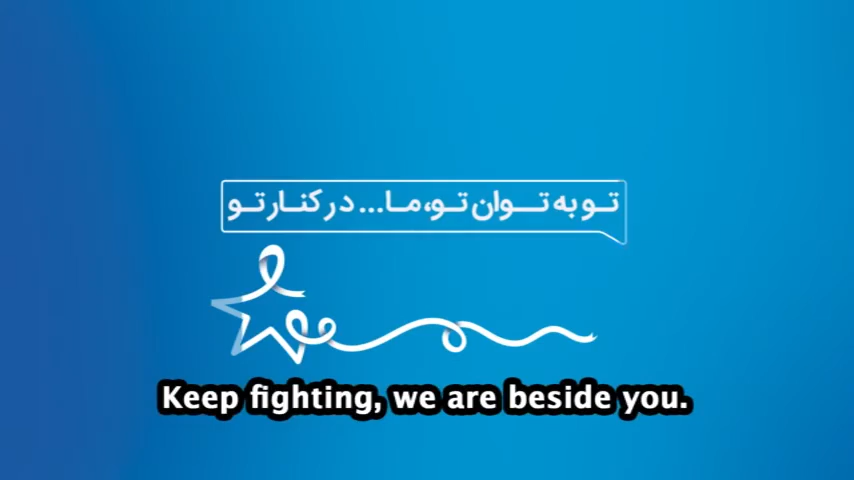 تو به توان تو، ما... در کنار تو
Keep fighting, we are beside you.